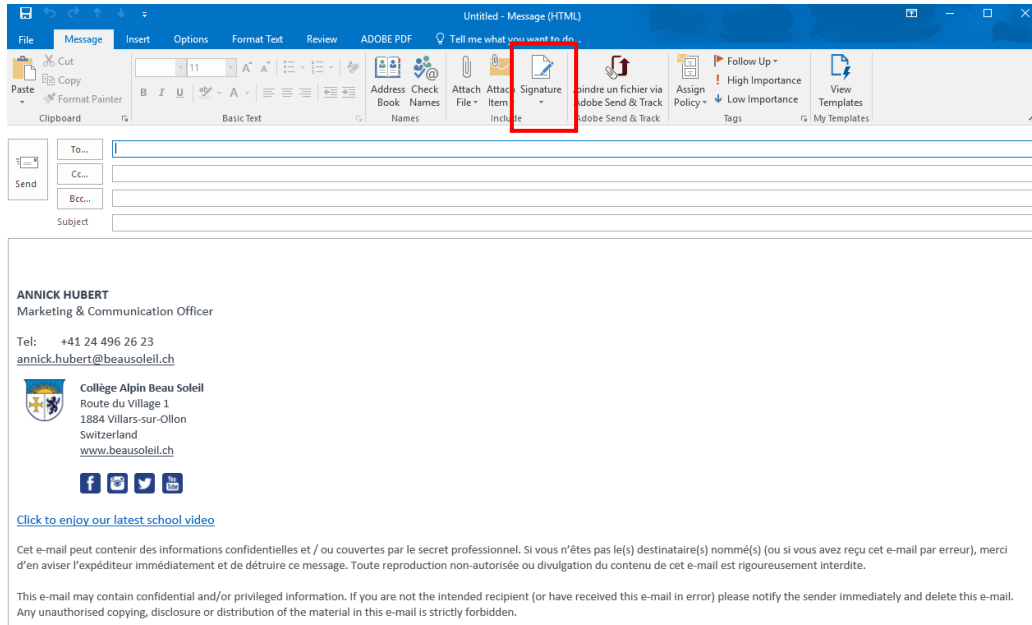 Untitled - Message (HTML)
File Message Insert Options Format Text Review ADOBE PDF Tell me what you want to do...
Paste
Cut
Copy
Format Painter
Clipboard
11
B I U
Basic Text
Address Book
Check Names
Names
Attach File
Attach Item
Signature
Include
Joindre un fichier via
Adobe Send & Track
Adobe Send & Track
Assign Policy
Follow Up
High Importance
Low Importance
Tags
View Templates
My Templates
Send
To...
Cc...
Bcc...
Subject
ANNICK HUBERT
Marketing & Communication Officer
Tel: +41 24 496 26 23
annick.hubert@beausoleil.ch
Collège Alpin Beau Soleil
Route du Village 1
1884 Villars-sur-Ollon
Switzerland
www.beausoleil.ch
Click to enjoy our latest school video
Cet e-mail peut contenir des informations confidentielles et / ou couvertes par le secret professionnel. Si vous n'êtes pas le(s) destinataire(s) nommé(s) (ou si vous avez reçu cet e-mail par erreur), merci
d'en aviser l'expéditeur immédiatement et de détruire ce message. Toute reproduction non-autorisée ou divulgation du contenu de cet e-mail est rigoureusement interdite.
This e-mail may contain confidential and/or privileged information. If you are not the intended recipient (or have received this e-mail in error) please notify the sender immediately and delete this e-mail.
Any unauthorised copying, disclosure or distribution of the material in this e-mail is strictly forbidden.